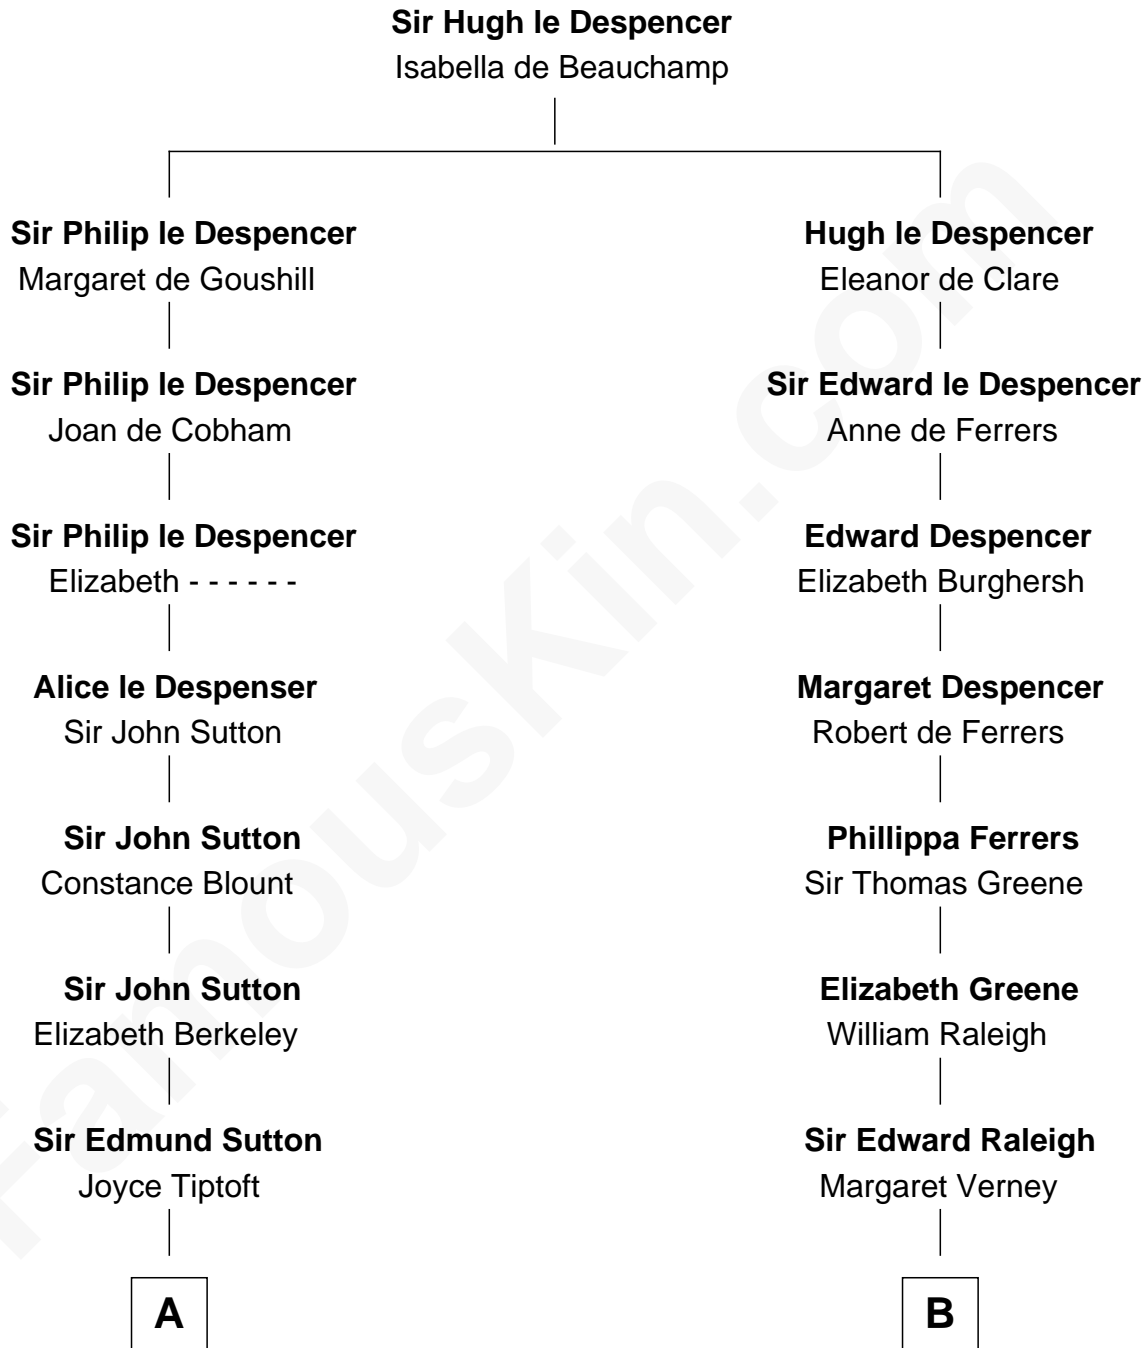 Sir Hugh le Despencer
Isabella de Beauchamp
Sir Philip le Despencer
Margaret de Goushill
Sir Philip le Despencer
Joan de Cobham
Sir Philip le Despencer
Elizabeth - - - - - -
Alice le Despenser
Sir John Sutton
Sir John Sutton
Constance Blount
Sir John Sutton
Elizabeth Berkeley
Sir Edmund Sutton
Joyce Tiptoft
A
Hugh le Despencer
Eleanor de Clare
Sir Edward le Despencer
Anne de Ferrers
Edward Despencer
Elizabeth Burghersh
Margaret Despencer
Robert de Ferrers
Phillippa Ferrers
Sir Thomas Greene
Elizabeth Greene
William Raleigh
Sir Edward Raleigh
Margaret Verney
B
FamousKin.com